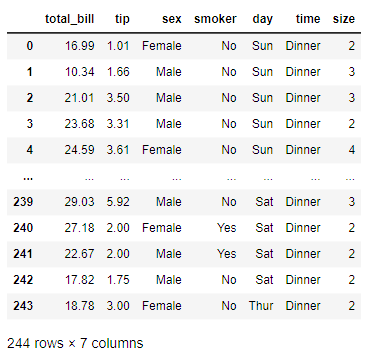 total_bill tip sex smoker day time size
0 16.99 1.01 Female No Sun Dinner 2
1 10.34 1.66 Male No Sun Dinner 3
2 21.01 3.50 Male No Sun Dinner 3
3 23.68 3.31 Male No Sun Dinner 2
4 24.59 3.61 Female No Sun Dinner 4
... ... ... ... ... ... ... ...
239 29.03 5.92 Male No Sat Dinner 3
240 27.18 2.00 Female Yes Sat Dinner 2
241 22.67 2.00 Male Yes Sat Dinner 2
242 17.82 1.75 Male No Sat Dinner 2
243 18.78 3.00 Female No Thur Dinner 2
244 rows × 7 columns